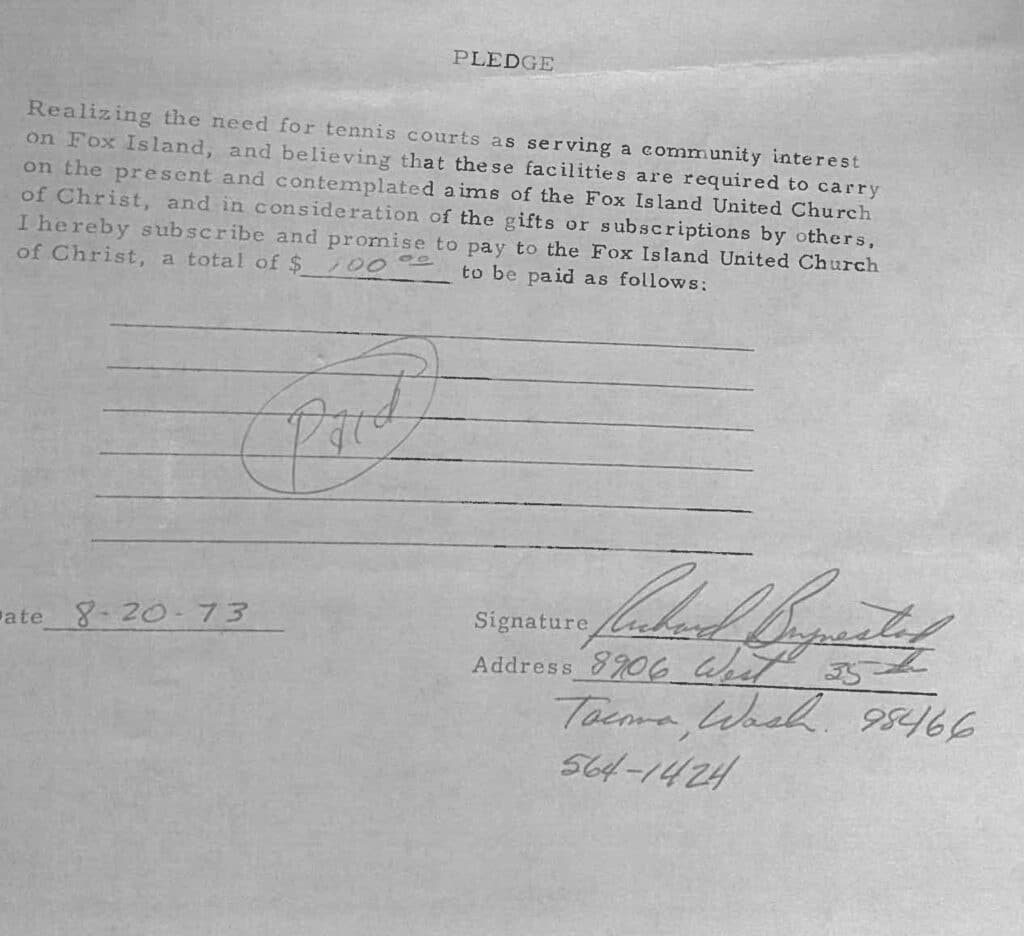 PLEDGE
Realizing the need for tennis courts as serving a community interest
on Fox Island, and believing that these facilities are required to carry
on the present and contemplated aims of the Fox Island United Church
of Christ, and in consideration of the gifts or subscriptions by others,
I hereby subscribe and promise to pay to the Fox Island United Church
of Christ, a total of $ 100 00 to be paid as follows:
Paid
ate 8-20-73
Signature Richard Brynestad
Address 8906 West 35th
Tacoma, Wash. 98466
564-1424